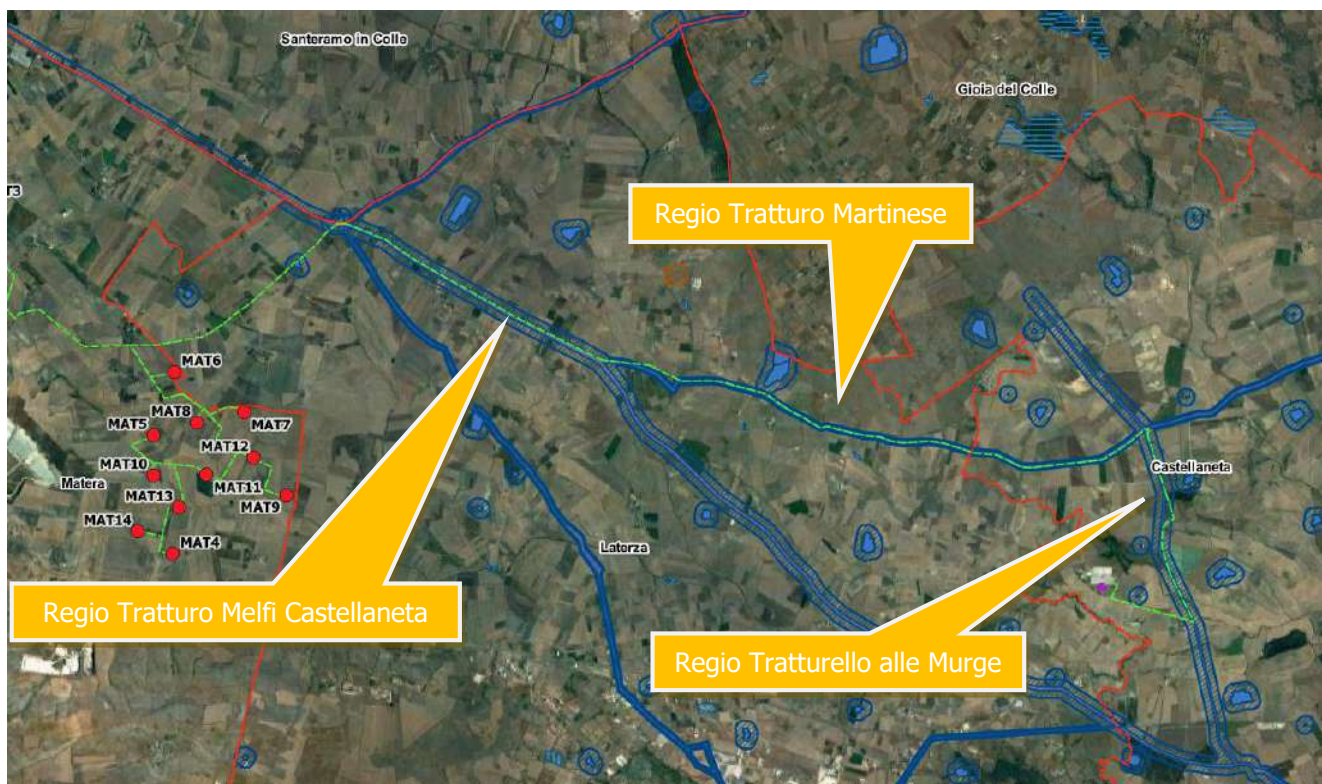 Santeramo in Colle
Gioia del Colle
T3
Regio Tratturo Martinese
MAT6
MAT8
MAT7
MAT5
MAT12
MAT10
Matera
MAT11
MAT13
MAT9
MAT14
MAT4
Castellaneta
Laterza
Regio Tratturo Melfi Castellaneta
Regio Tratturello alle Murge